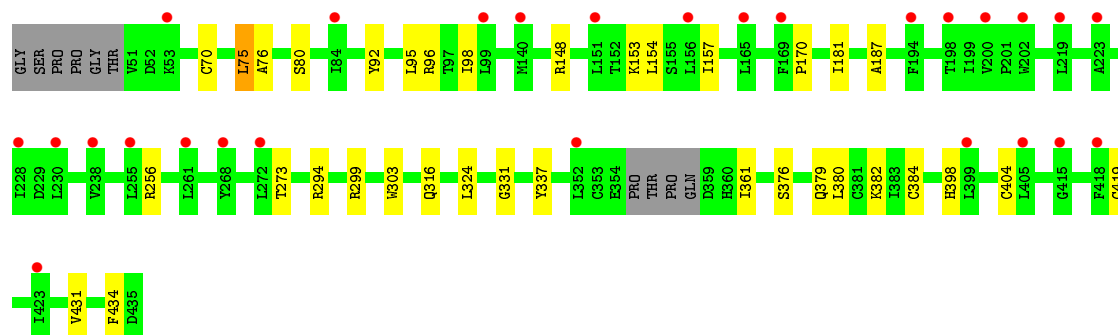 GLY SER PRO PRO GLY THR V51 D52 K53 C70 L75 A76 S80 I84 Y92 L95 R96 T97 I98 L99 M140 R148 L151 T152 K153 L154 S155 L156 I157 L165 F169 P170 I181 A187 F194 T198 I199 V200 P201 W202 L219 A223
I228 D229 L230 V238 L255 R256 L261 Y268 L272 T273 R294 R299 W303 Q316 L324 G331 Y337 L352 C353 E354 PRO THR PRO GLN D359 H360 I361 S376 Q379 L380 C381 K382 I383 C384 H398 L399 C404 L405 G415 F418
I423 V431 F434 D435